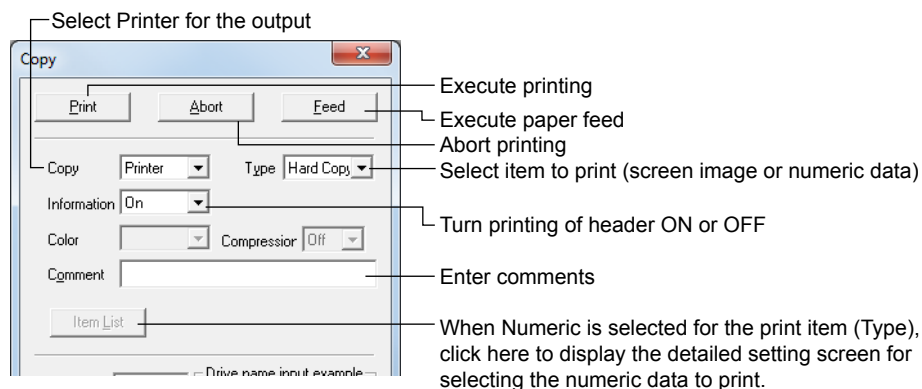 Select Printer for the output
Copy
Print Abort Feed
Execute printing
Execute paper feed
Abort printing
Copy Printer Type Hard Copy
Select item to print (screen image or numeric data)
Information On
Turn printing of header ON or OFF
Color Compression Off
Comment
Enter comments
Item List
When Numeric is selected for the print item (Type),
click here to display the detailed setting screen for
selecting the numeric data to print.
Drive name input example